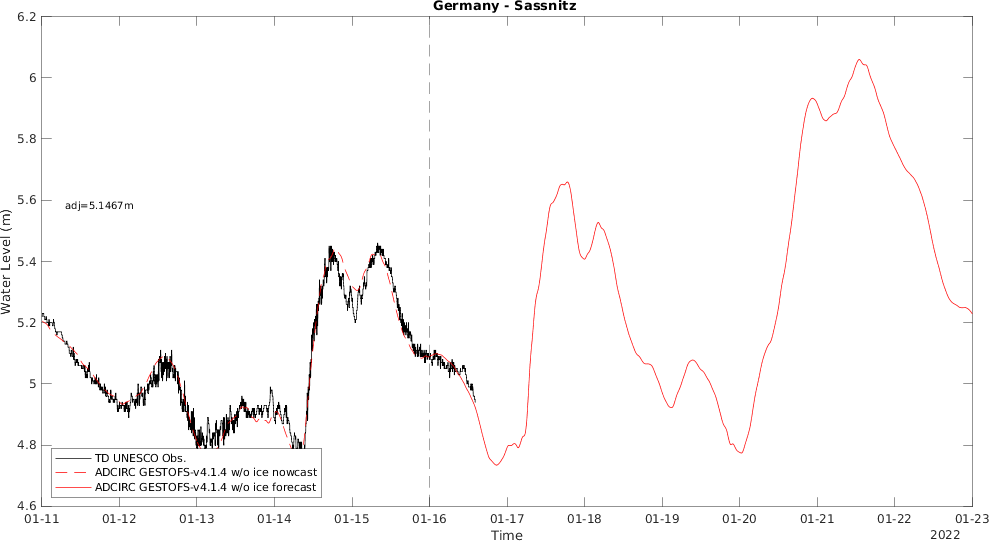 Germany - Sassnitz
6.2
6
5.8
5.6
5.4
5.2
5
4.8
4.6
Water Level (m)
adj=5.1467m
TD UNESCO Obs.
ADCIRC GESTOFS-v4.1.4 w/o ice nowcast
ADCIRC GESTOFS-v4.1.4 w/o ice forecast
01-11 01-12 01-13 01-14 01-15 01-16 01-17 01-18 01-19 01-20 01-21 01-22 01-23
Time
2022